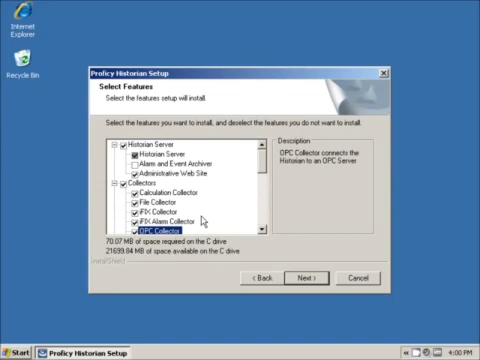 Internet
Explorer
Recycle Bin
Proficy Historian Setup
Select Features
Select the features setup will install.
Select the features you want to install, and deselect the features you do not want to install.
Historian Server
Historian Server
Alarm and Event Archiver
Administrative Web Site
Collectors
Calculation Collector
File Collector
iFIX Collector
iFIX Alarm Collector
OPC Collector
Description
OPC Collector connects the
Historian to an OPC Server
70.07 MB of space required on the C drive
21699.84 MB of space available on the C drive
InstallShield
< Back
Next >
Cancel
Start
Proficy Historian Setup
4:00 PM